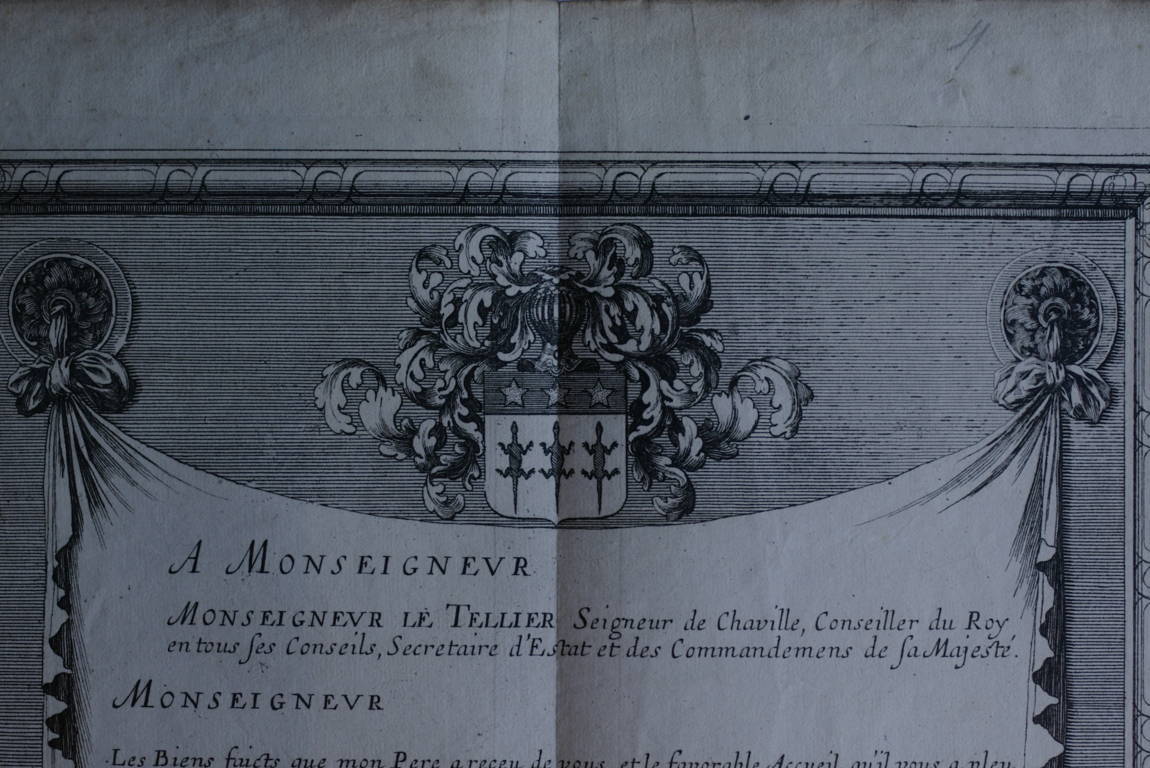 A MONSEIGNEVR
MONSEIGNEVR LE TELLIER Seigneur de Chaville, Conseiller du Roy
en tous ses Conseils, Secretaire d'Estat et des Commandemens de sa Majesté.
MONSEIGNEVR
Les Biens faicts que mon Pere a receu de vous, et le favorable Accueil qu'il vous a pleu